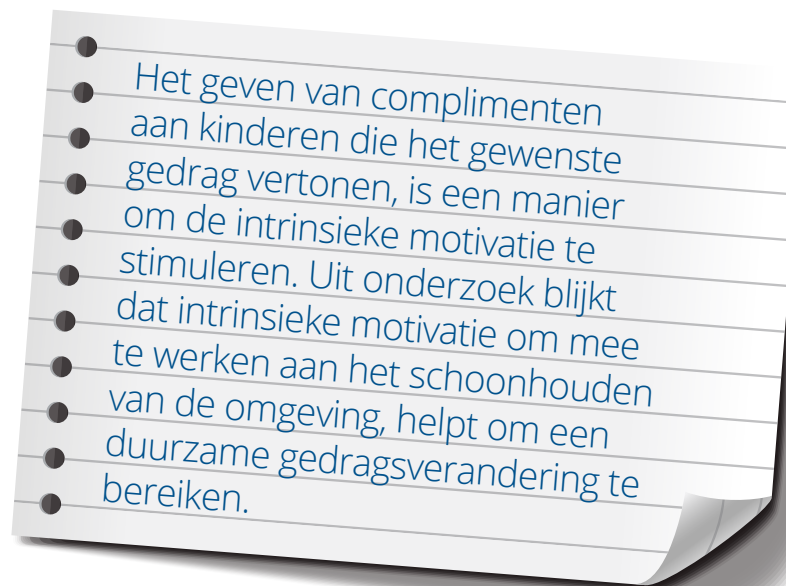 Het geven van complimenten
aan kinderen die het gewenste
gedrag vertonen, is een manier
om de intrinsieke motivatie te
stimuleren. Uit onderzoek blijkt
dat intrinsieke motivatie om mee
te werken aan het schoonhouden
van de omgeving, helpt om een
duurzame gedragsverandering te
bereiken.